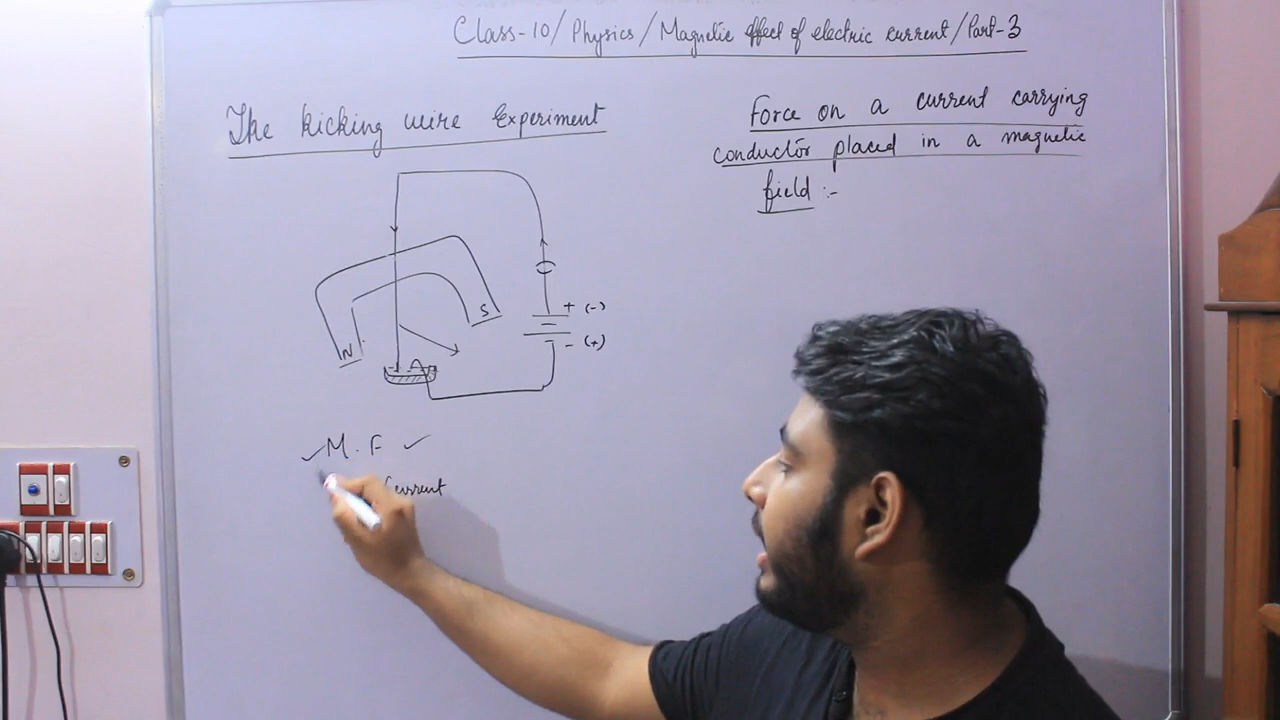 Class-10/Physics/Magnetic effect of electric current/Part-3
The kicking wire Experiment
Force on a current carrying
conductor placed in a magnetic
field :-
+ (-)
S
- (+)
N
M.F
Current